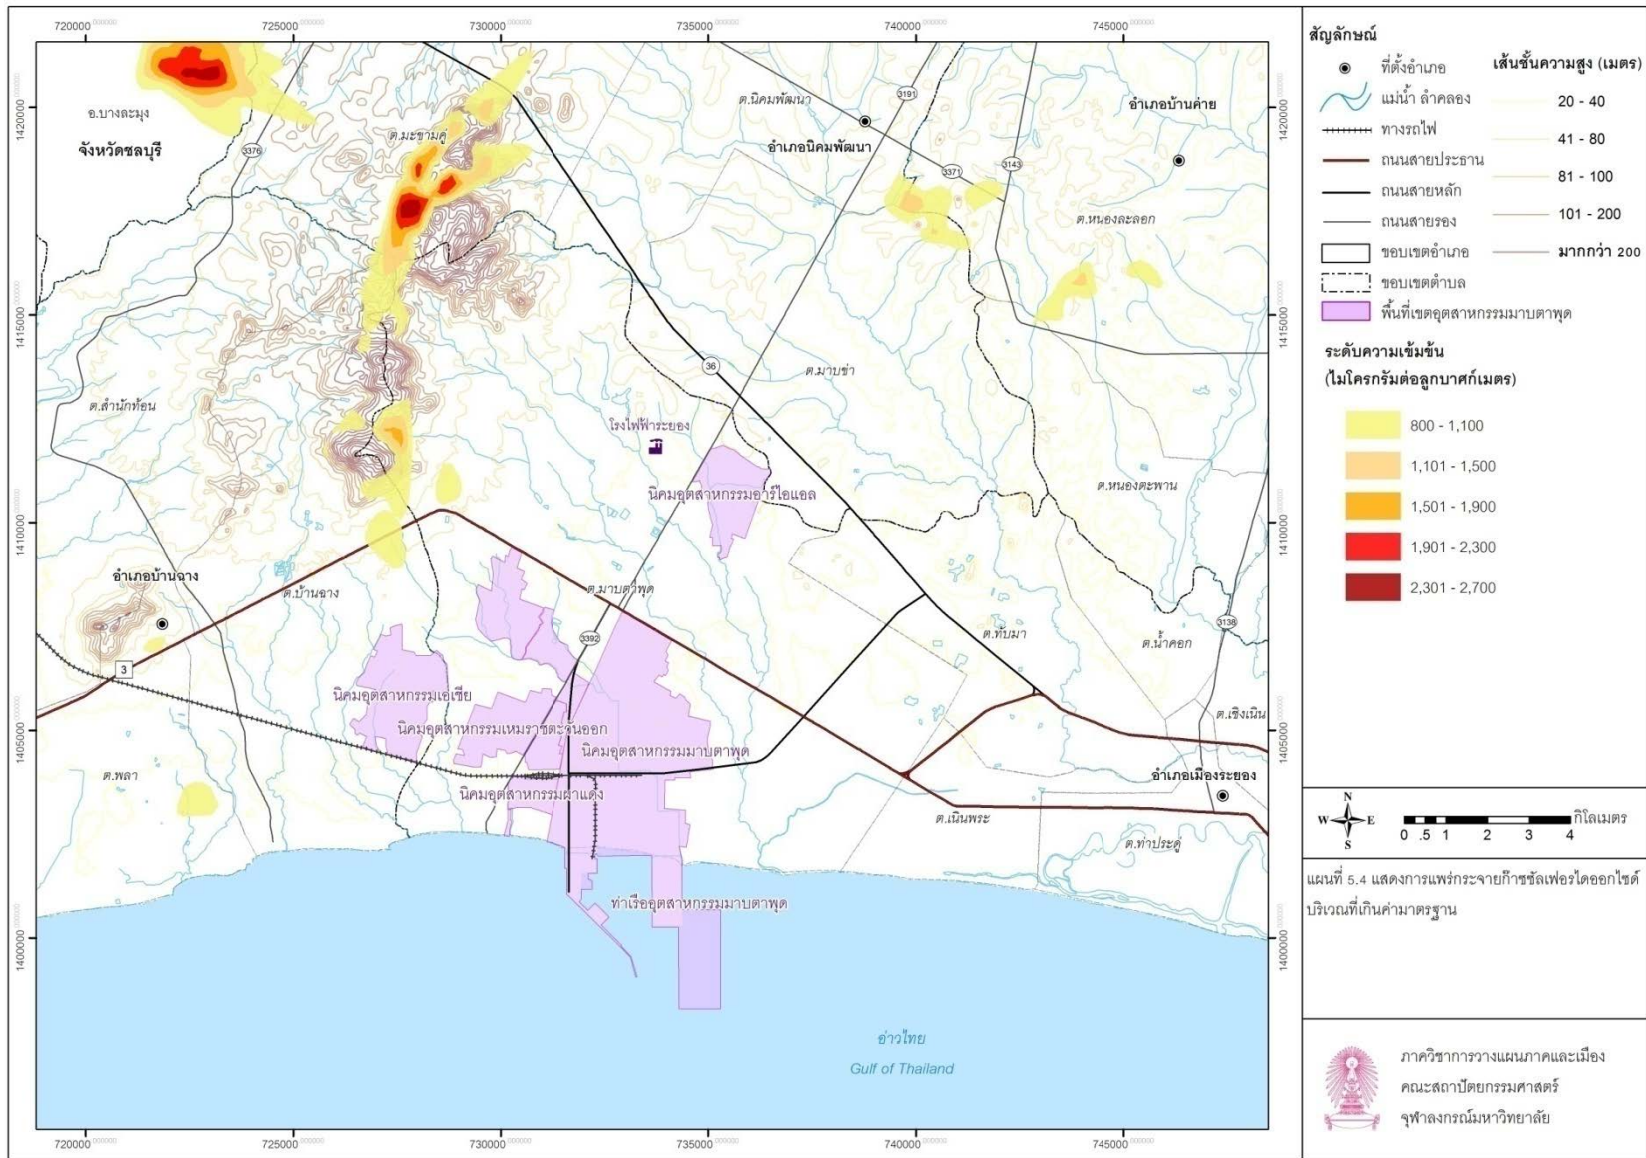 720000
725000
730000
735000
740000
745000
1420000
1415000
1410000
1405000
1400000
อ.บางละมุง
จังหวัดชลบุรี
3376
ต.มะขามคู่
ต.นิคมพัฒนา
3191
อำเภอบ้านค่าย
อำเภอนิคมพัฒนา
3371
3143
ต.หนองละลอก
36
ต.มาบข่า
ต.สำนักท้อน
โรงไฟฟ้าระยอง
นิคมอุตสาหกรรมอาร์ไอแอล
ต.หนองตะพาน
อำเภอบ้านฉาง
ต.บ้านฉาง
ต.มาบตาพุด
3392
3138
ต.ทับมา
ต.น้ำคอก
3
นิคมอุตสาหกรรมเอเชีย
นิคมอุตสาหกรรมเหมราชตะวันออก
นิคมอุตสาหกรรมมาบตาพุด
ต.เชิงเนิน
ต.พลา
อำเภอเมืองระยอง
นิคมอุตสาหกรรมผาแดง
ต.เนินพระ
ต.ท่าประดู่
ท่าเรืออุตสาหกรรมมาบตาพุด
อ่าวไทย
Gulf of Thailand
720000
725000
730000
735000
740000
745000
1420000
1415000
1410000
1405000
1400000
สัญลักษณ์
ที่ตั้งอำเภอ
แม่น้ำ ลำคลอง
ทางรถไฟ
ถนนสายประธาน
ถนนสายหลัก
ถนนสายรอง
ขอบเขตอำเภอ
ขอบเขตตำบล
พื้นที่เขตอุตสาหกรรมมาบตาพุด
เส้นชั้นความสูง (เมตร)
20 - 40
41 - 80
81 - 100
101 - 200
มากกว่า 200
ระดับความเข้มข้น
(ไมโครกรัมต่อลูกบาศก์เมตร)
800 - 1,100
1,101 - 1,500
1,501 - 1,900
1,901 - 2,300
2,301 - 2,700
N
W E
S
กิโลเมตร
0 .5 1 2 3 4
แผนที่ 5.4 แสดงการแพร่กระจายก๊าซซัลเฟอร์ไดออกไซด์
บริเวณที่เกินค่ามาตรฐาน
ภาควิชาการวางแผนภาคและเมือง
คณะสถาปัตยกรรมศาสตร์
จุฬาลงกรณ์มหาวิทยาลัย